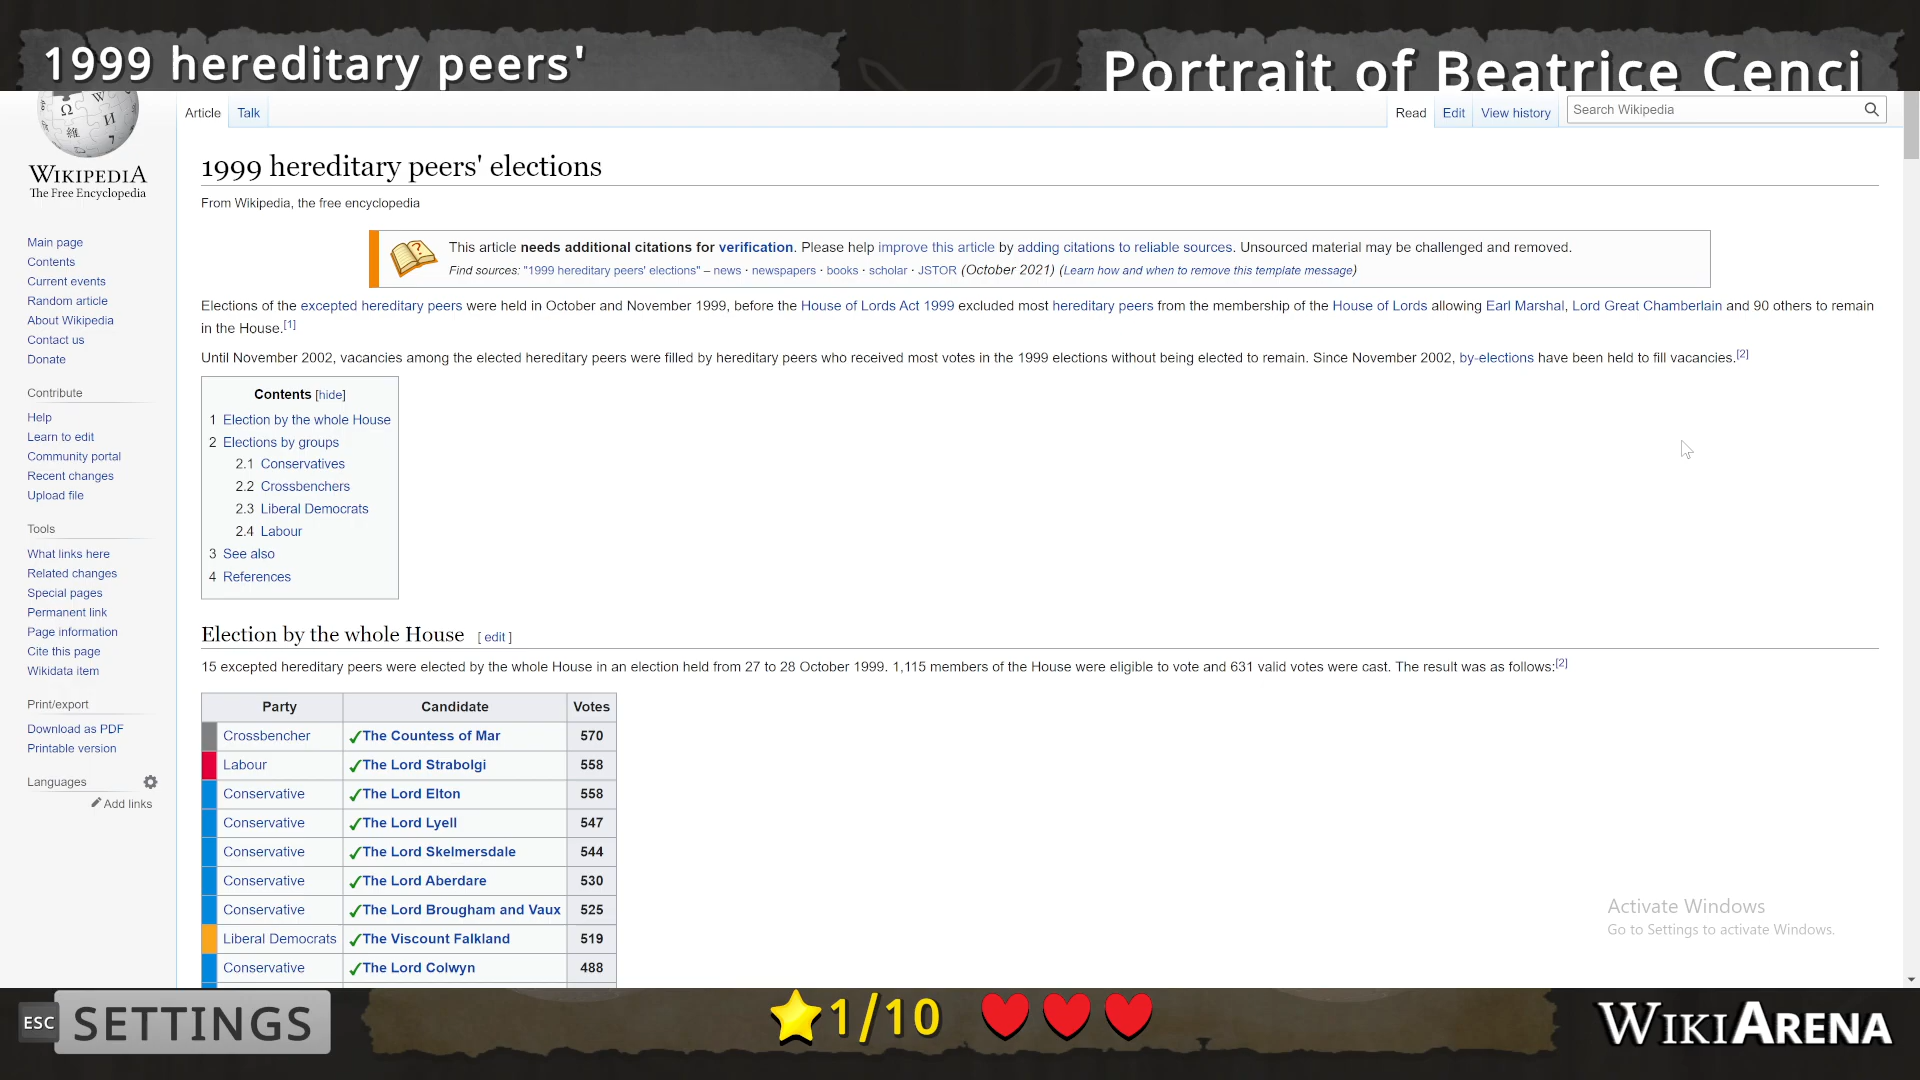 1999 hereditary peers'
Portrait of Beatrice Cenci
WIKIPEDIA
The Free Encyclopedia
Main page
Contents
Current events
Random article
About Wikipedia
Contact us
Donate
Contribute
Help
Learn to edit
Community portal
Recent changes
Upload file
Tools
What links here
Related changes
Special pages
Permanent link
Page information
Cite this page
Wikidata item
Print/export
Download as PDF
Printable version
Languages
Add links
Article Talk Read Edit View history Search Wikipedia
1999 hereditary peers' elections
From Wikipedia, the free encyclopedia
This article needs additional citations for verification. Please help improve this article by adding citations to reliable sources. Unsourced material may be challenged and removed.
Find sources: "1999 hereditary peers' elections" – news · newspapers · books · scholar · JSTOR (October 2021) (Learn how and when to remove this template message)
Elections of the excepted hereditary peers were held in October and November 1999, before the House of Lords Act 1999 excluded most hereditary peers from the membership of the House of Lords allowing Earl Marshal, Lord Great Chamberlain and 90 others to remain
in the House.[1]
Until November 2002, vacancies among the elected hereditary peers were filled by hereditary peers who received most votes in the 1999 elections without being elected to remain. Since November 2002, by-elections have been held to fill vacancies.[2]
Contents [hide]
1 Election by the whole House
2 Elections by groups
2.1 Conservatives
2.2 Crossbenchers
2.3 Liberal Democrats
2.4 Labour
3 See also
4 References
Election by the whole House [ edit ]
15 excepted hereditary peers were elected by the whole House in an election held from 27 to 28 October 1999. 1,115 members of the House were eligible to vote and 631 valid votes were cast. The result was as follows:[2]
Party Candidate Votes
Crossbencher ✓The Countess of Mar 570
Labour ✓The Lord Strabolgi 558
Conservative ✓The Lord Elton 558
Conservative ✓The Lord Lyell 547
Conservative ✓The Lord Skelmersdale 544
Conservative ✓The Lord Aberdare 530
Conservative ✓The Lord Brougham and Vaux 525
Liberal Democrats ✓The Viscount Falkland 519
Conservative ✓The Lord Colwyn 488
Activate Windows
Go to Settings to activate Windows.
ESC SETTINGS
1/10
WIKIARENA